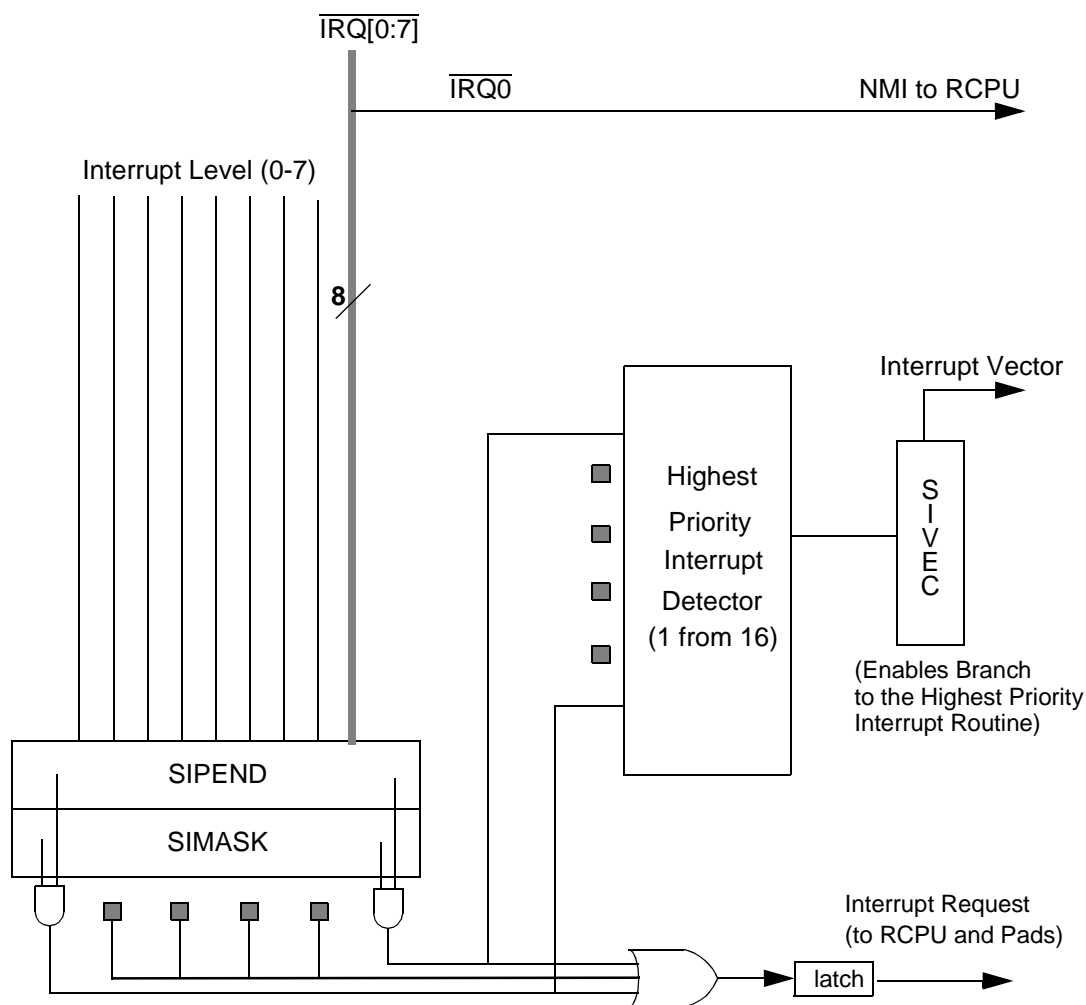 IRQ[0:7]
IRQ0
NMI to RCPU
Interrupt Level (0-7)
8
Interrupt Vector
Highest
Priority
Interrupt
Detector
(1 from 16)
S
I
V
E
C
(Enables Branch
to the Highest Priority
Interrupt Routine)
SIPEND
SIMASK
Interrupt Request
(to RCPU and Pads)
latch